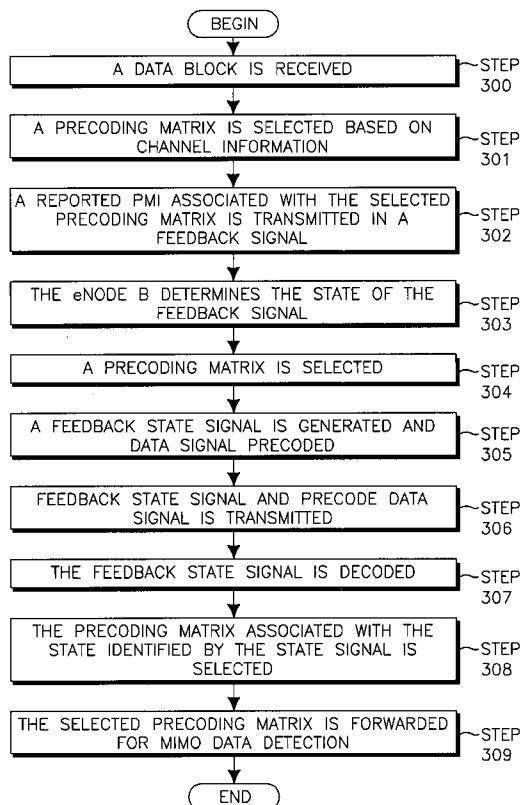 BEGIN
A DATA BLOCK IS RECEIVED
STEP
300
A PRECODING MATRIX IS SELECTED BASED ON
CHANNEL INFORMATION
STEP
301
A REPORTED PMI ASSOCIATED WITH THE SELECTED
PRECODING MATRIX IS TRANSMITTED IN A
FEEDBACK SIGNAL
STEP
302
THE eNODE B DETERMINES THE STATE OF THE
FEEDBACK SIGNAL
STEP
303
A PRECODING MATRIX IS SELECTED
STEP
304
A FEEDBACK STATE SIGNAL IS GENERATED AND
DATA SIGNAL PRECODED
STEP
305
FEEDBACK STATE SIGNAL AND PRECODE DATA
SIGNAL IS TRANSMITTED
STEP
306
THE FEEDBACK STATE SIGNAL IS DECODED
STEP
307
THE PRECODING MATRIX ASSOCIATED WITH THE
STATE IDENTIFIED BY THE STATE SIGNAL IS
SELECTED
STEP
308
THE SELECTED PRECODING MATRIX IS FORWARDED
FOR MIMO DATA DETECTION
STEP
309
END